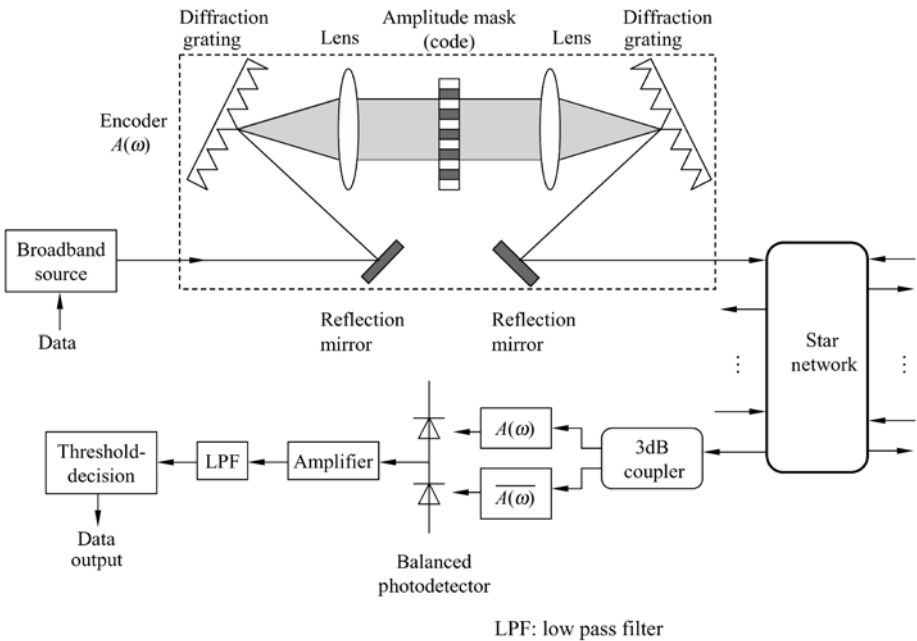 Diffraction
grating
Lens
Amplitude mask
(code)
Lens
Diffraction
grating
Encoder
A(ω)
Broadband
source
Data
Reflection
mirror
Reflection
mirror
Star
network
Threshold-
decision
LPF
Amplifier
A(ω)
A(ω)
3dB
coupler
Data
output
Balanced
photodetector
LPF: low pass filter